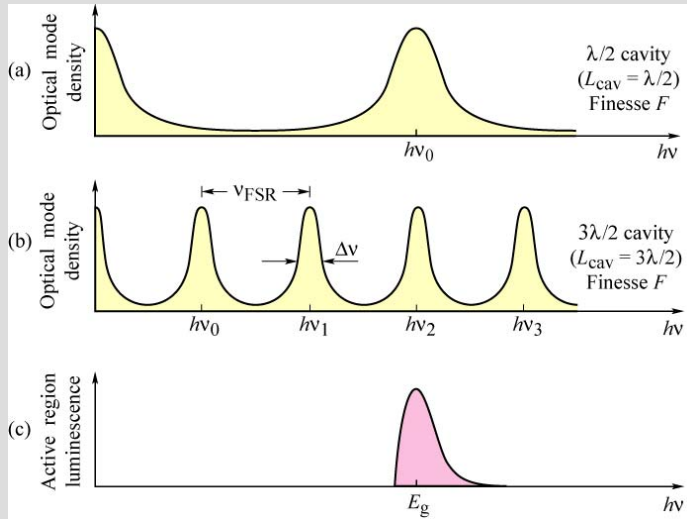 (a)
Optical mode
density
λ/2 cavity
(Lcav = λ/2)
Finesse F
hν0
hν
(b)
Optical mode
density
νFSR
Δν
3λ/2 cavity
(Lcav = 3λ/2)
Finesse F
hν0
hν1
hν2
hν3
hν
(c)
Active region
luminescence
Eg
hν